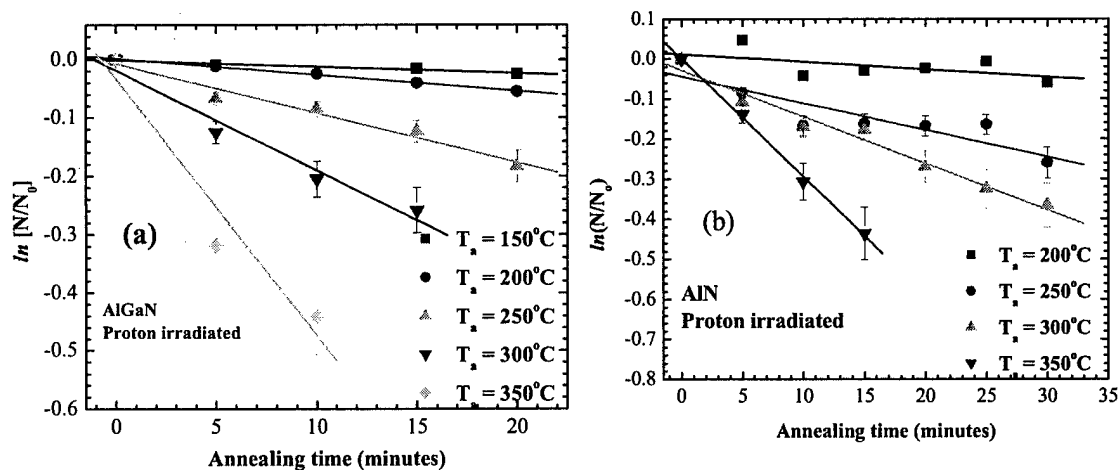 0.0
-0.1
-0.2
-0.3
-0.4
-0.5
-0.6
ln [N/N₀]
(a)
AlGaN
Proton irradiated
Tₐ = 150°C
Tₐ = 200°C
Tₐ = 250°C
Tₐ = 300°C
Tₐ = 350°C
0 5 10 15 20
Annealing time (minutes)
0.1
0.0
-0.1
-0.2
-0.3
-0.4
-0.5
-0.6
-0.7
-0.8
ln(N/N₀)
(b)
AlN
Proton irradiated
Tₐ = 200°C
Tₐ = 250°C
Tₐ = 300°C
Tₐ = 350°C
0 5 10 15 20 25 30 35
Annealing time (minutes)